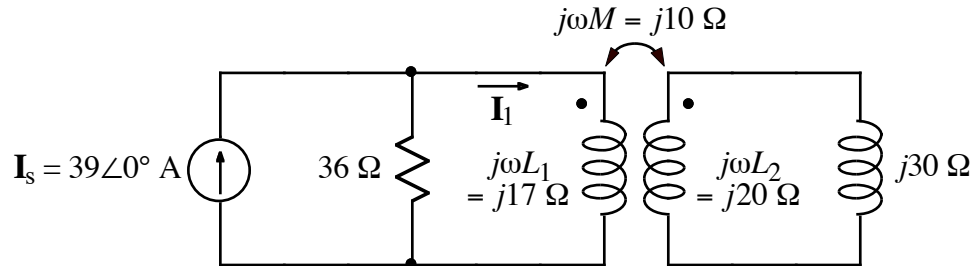 jωM = j10 Ω
I₁
Iₛ = 39∠0° A
36 Ω
jωL₁
= j17 Ω
jωL₂
= j20 Ω
j30 Ω